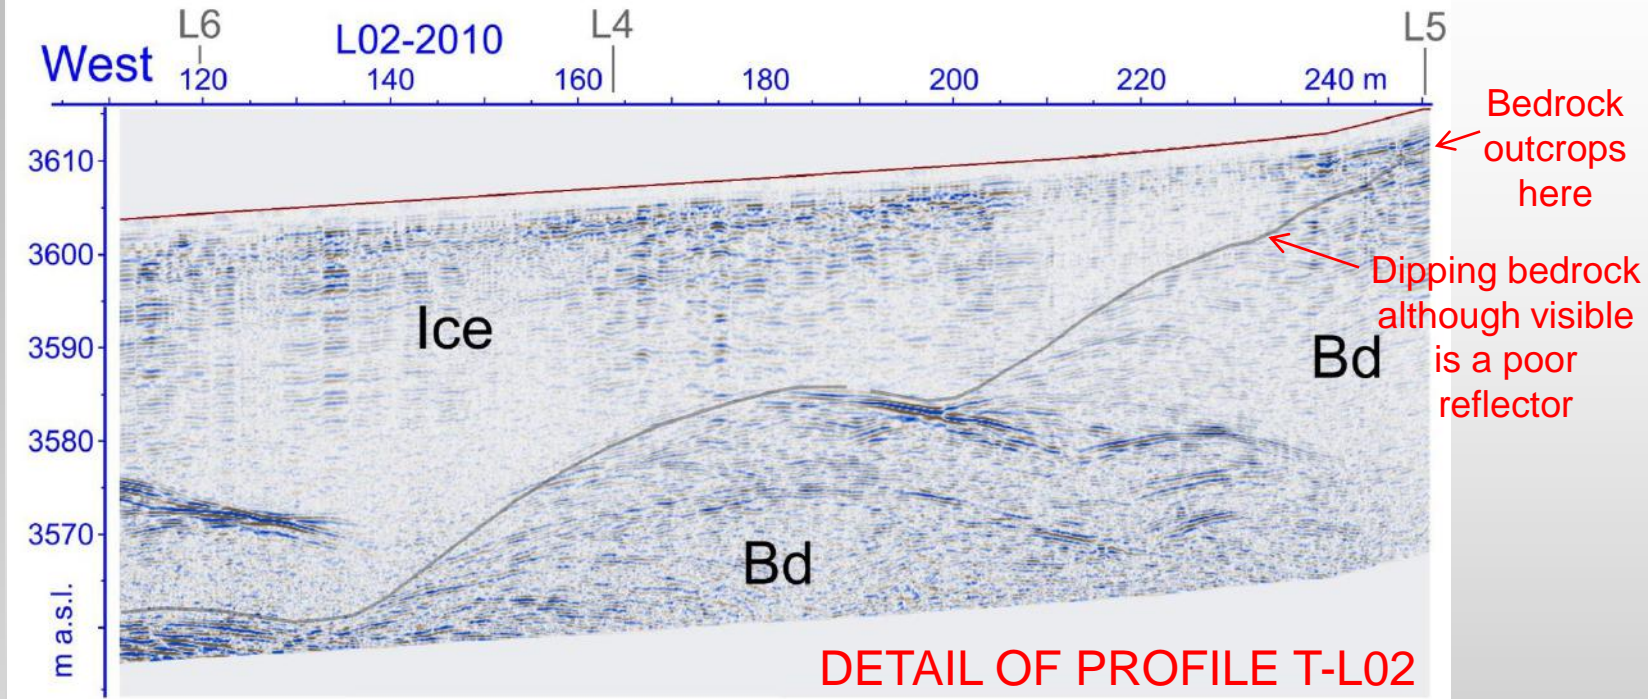 L6 L4 L5
West L02-2010
120 140 160 180 200 220 240 m
Bedrock
outcrops
here
3610
3600
3590
3580
3570
m a.s.l.
Ice
Bd
Bd
Dipping bedrock
although visible
is a poor
reflector
DETAIL OF PROFILE T-L02